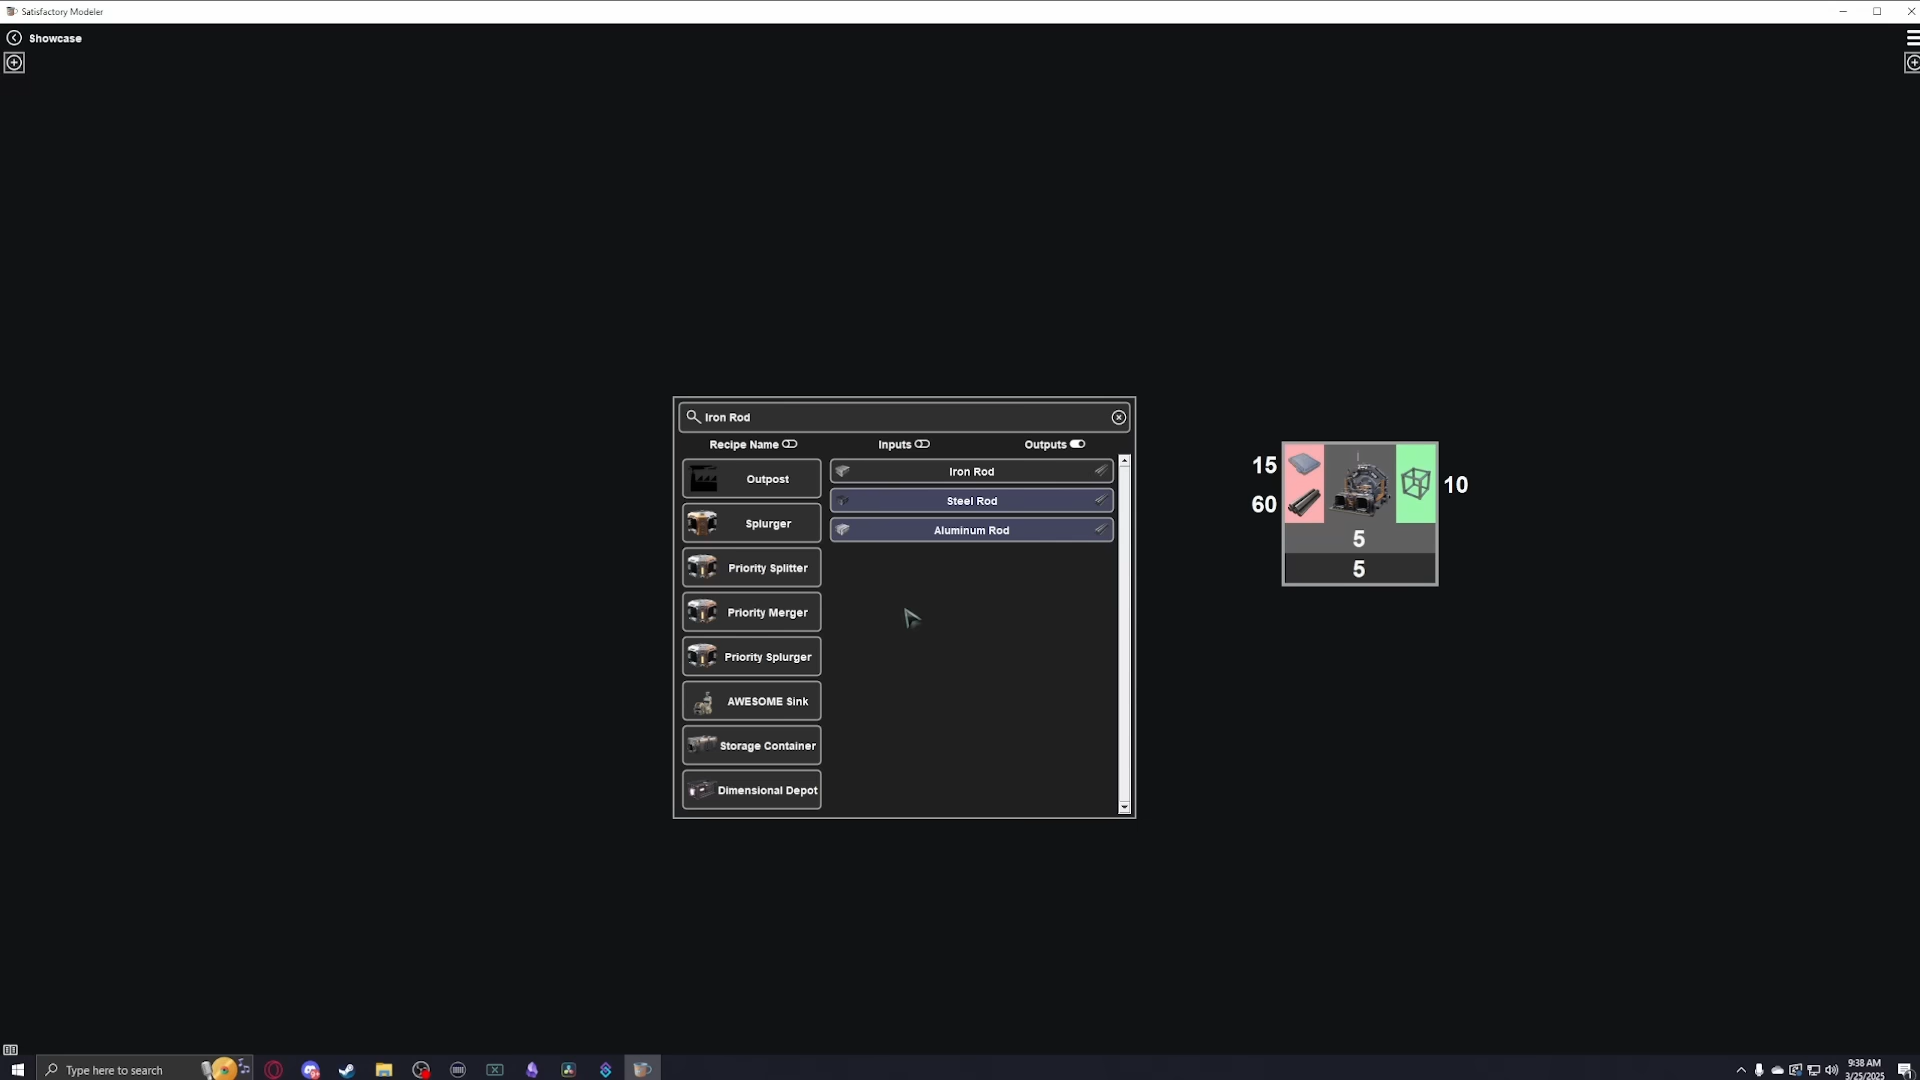 Satisfactory Modeler
Showcase
Iron Rod
Recipe Name
Inputs
Outputs
Outpost
Splurger
Priority Splitter
Priority Merger
Priority Splurger
AWESOME Sink
Storage Container
Dimensional Depot
Iron Rod
Steel Rod
Aluminum Rod
15
60
10
5
5
Type here to search
9:38 AM
3/25/2025
1